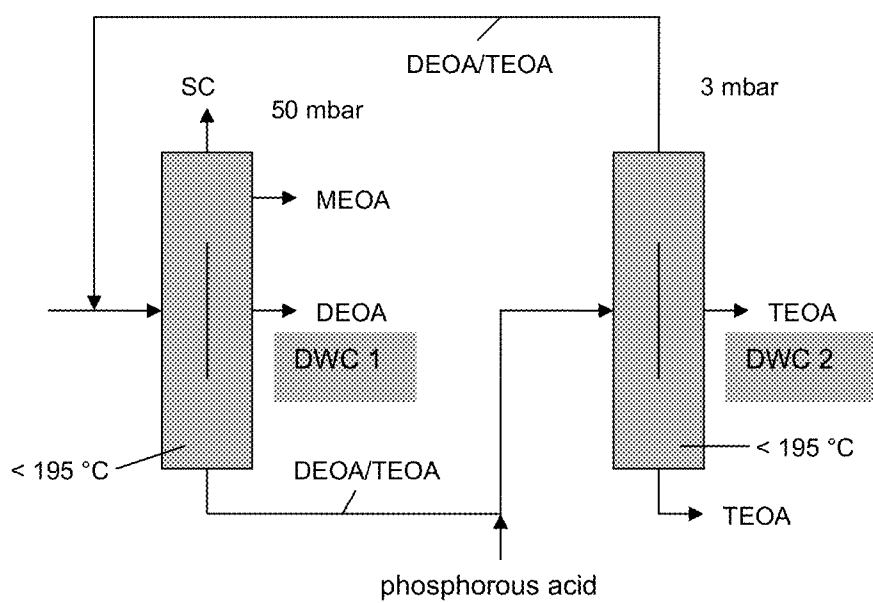 DEOA/TEOA
SC
50 mbar
3 mbar
MEOA
DEOA
TEOA
DWC 1
DWC 2
< 195 °C
DEOA/TEOA
< 195 °C
TEOA
phosphorous acid